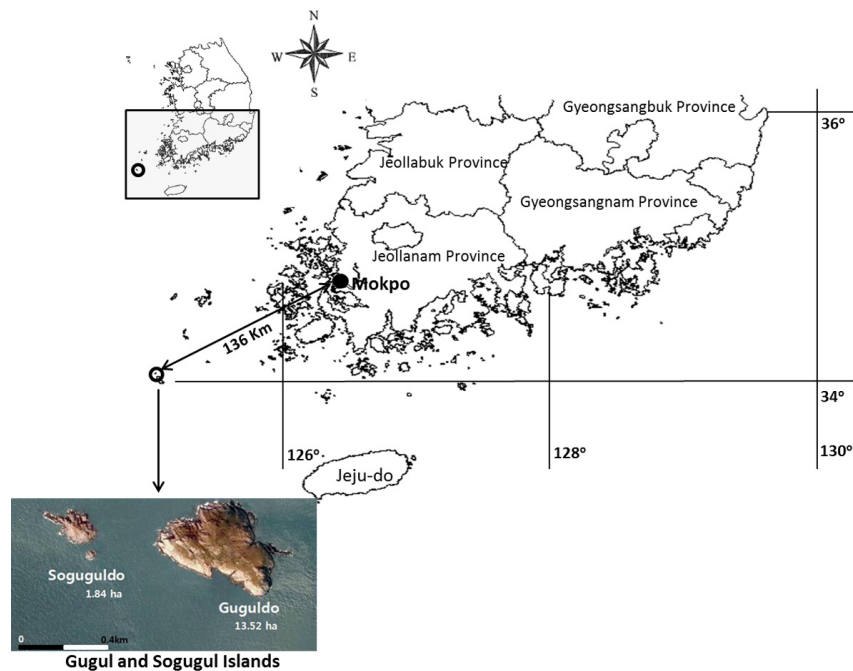 N
W E
S
Gyeongsangbuk Province
36°
Jeollabuk Province
Gyeongsangnam Province
Jeollanam Province
Mokpo
136 Km
34°
126°
128°
130°
Jeju-do
Soguguldo
1.84 ha
Guguldo
13.52 ha
0 0.4km
Gugul and Sogugul Islands